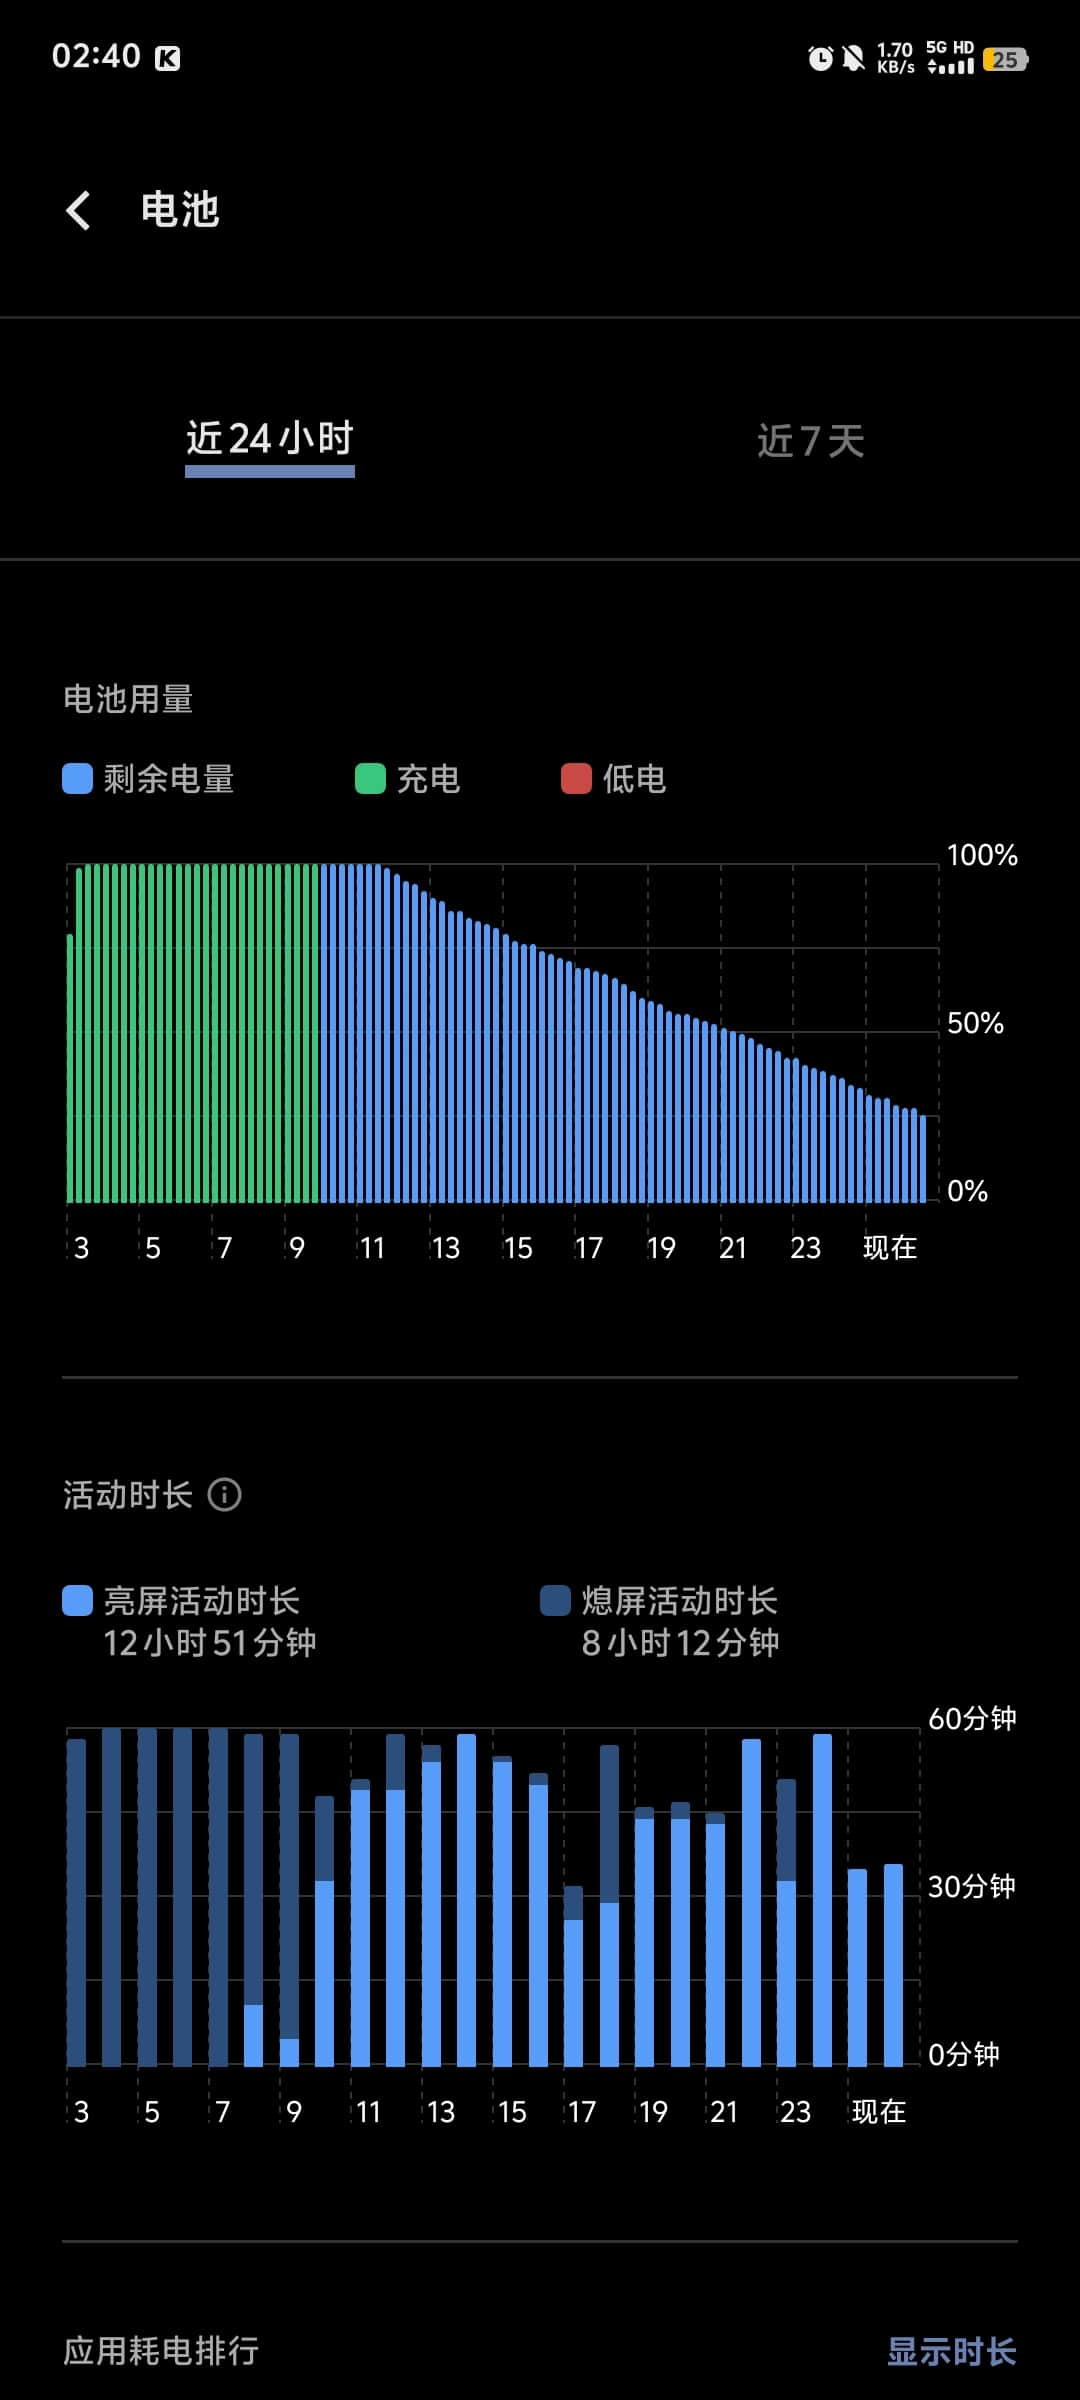 02:40 K 1.70 KB/s 5G HD 25
电池
近24小时 近7天
电池用量
剩余电量 充电 低电
100%
50%
0%
3 5 7 9 11 13 15 17 19 21 23 现在
活动时长
亮屏活动时长 熄屏活动时长
12小时51分钟 8小时12分钟
60分钟
30分钟
0分钟
3 5 7 9 11 13 15 17 19 21 23 现在
应用耗电排行 显示时长